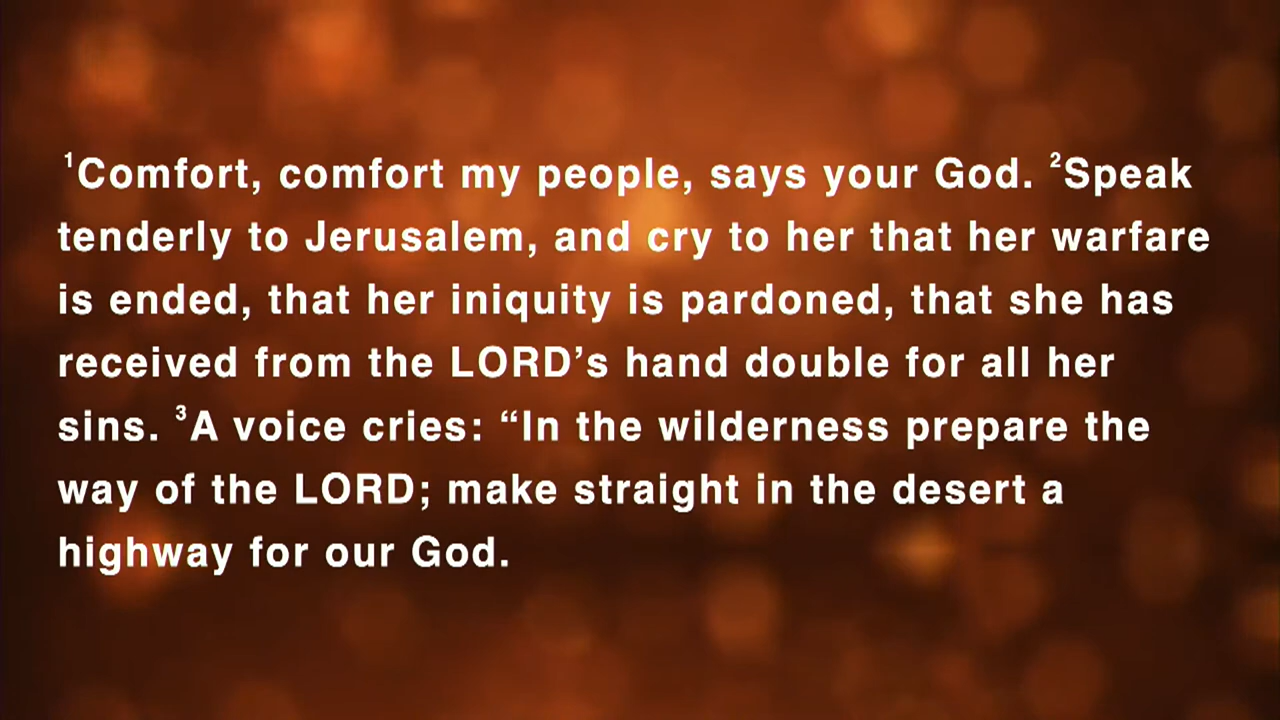 ¹Comfort, comfort my people, says your God. ²Speak
tenderly to Jerusalem, and cry to her that her warfare
is ended, that her iniquity is pardoned, that she has
received from the LORD’s hand double for all her
sins. ³A voice cries: “In the wilderness prepare the
way of the LORD; make straight in the desert a
highway for our God.